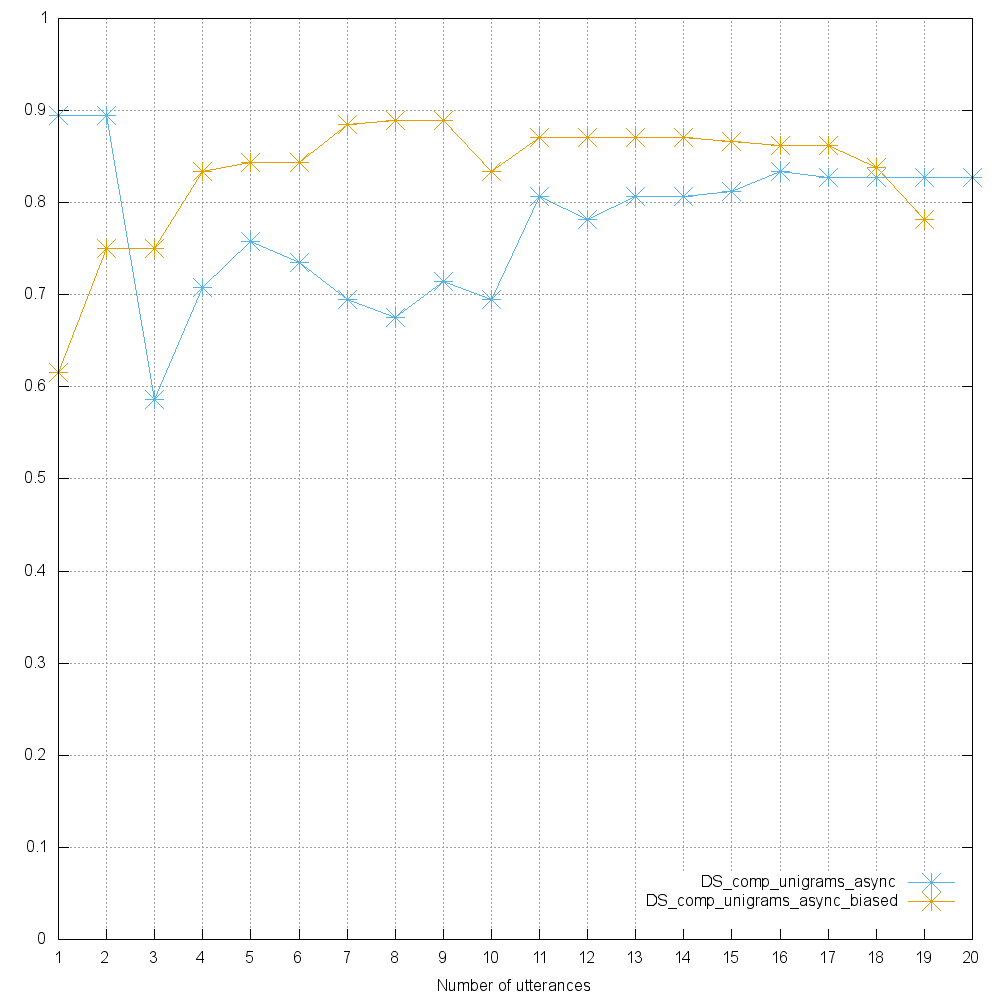 1
0.9
0.8
0.7
0.6
0.5
0.4
0.3
0.2
0.1
0
DS_comp_unigrams_async
DS_comp_unigrams_async_biased
1 2 3 4 5 6 7 8 9 10 11 12 13 14 15 16 17 18 19 20
Number of utterances